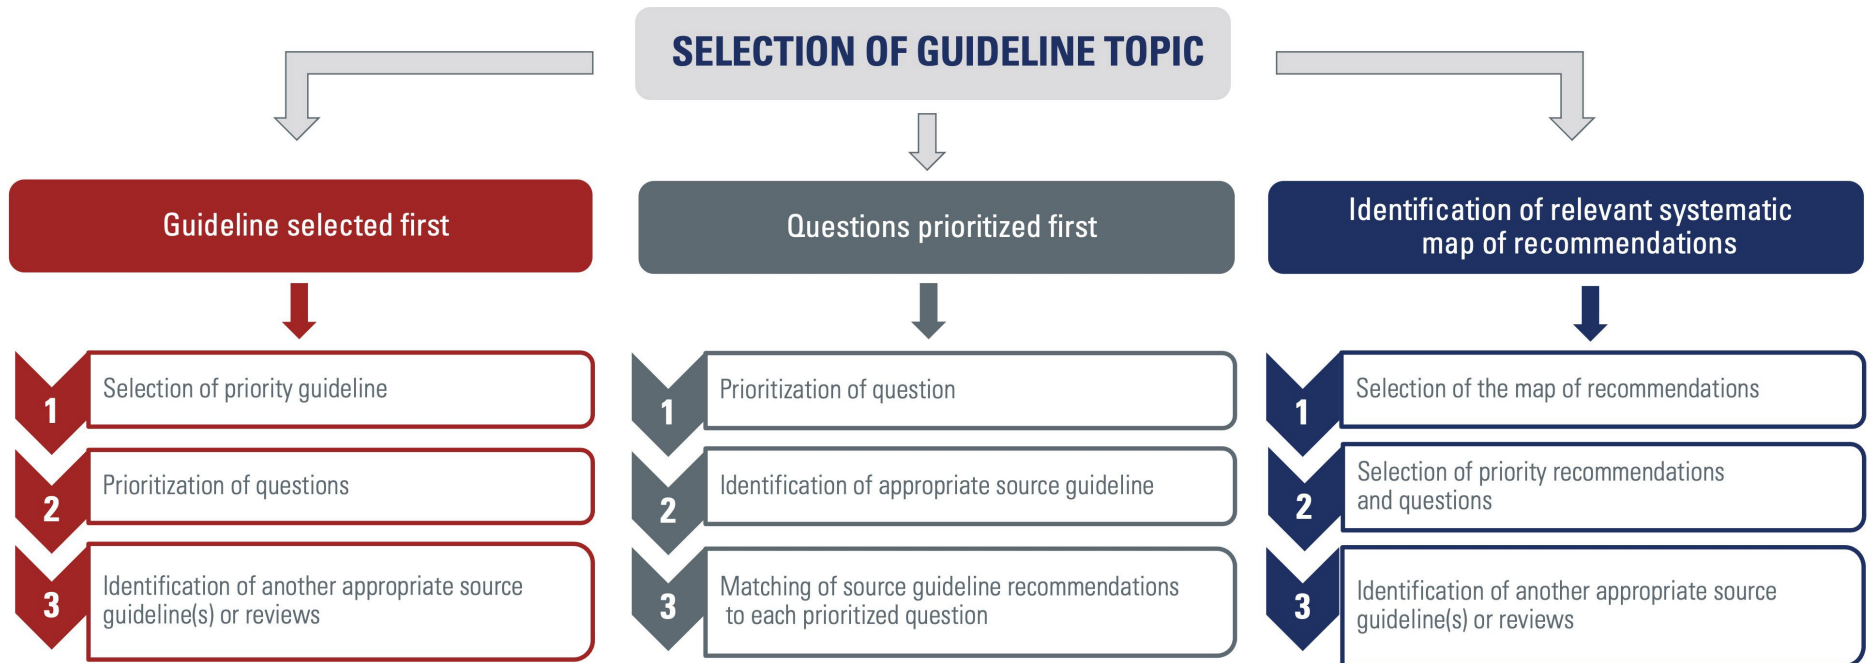 SELECTION OF GUIDELINE TOPIC
Guideline selected first
1
Selection of priority guideline
2
Prioritization of questions
3
Identification of another appropriate source
guideline(s) or reviews
Questions prioritized first
1
Prioritization of question
2
Identification of appropriate source guideline
3
Matching of source guideline recommendations
to each prioritized question
Identification of relevant systematic
map of recommendations
1
Selection of the map of recommendations
2
Selection of priority recommendations
and questions
3
Identification of another appropriate source
guideline(s) or reviews